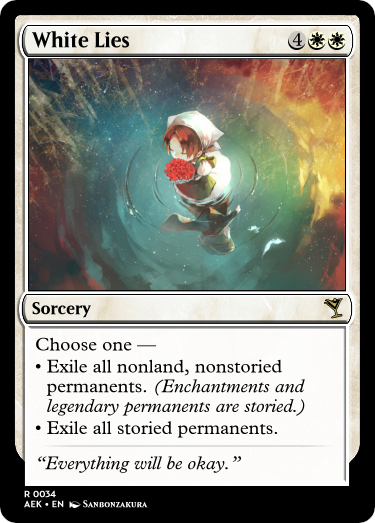 White Lies 4
Sorcery
Choose one —
• Exile all nonland, nonstoried
permanents. (Enchantments and
legendary permanents are storied.)
• Exile all storied permanents.
“Everything will be okay.”
R 0034
AEK • EN Sanbonzakura